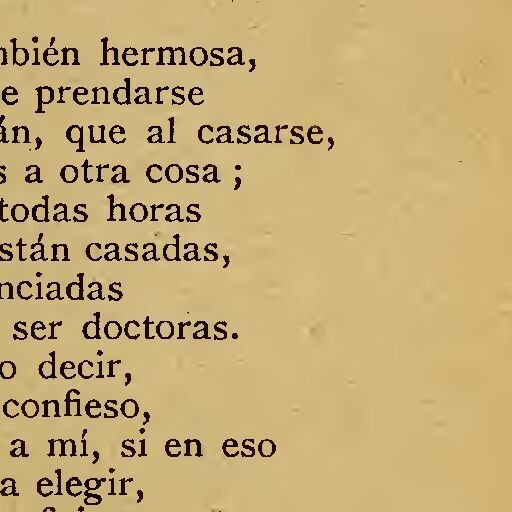 mbién hermosa,
e prendarse
án, que al casarse,
s a otra cosa ;
todas horas
stán casadas,
nciadas
ser doctoras.
o decir,
confieso,
a mí, si en eso
a elegir,